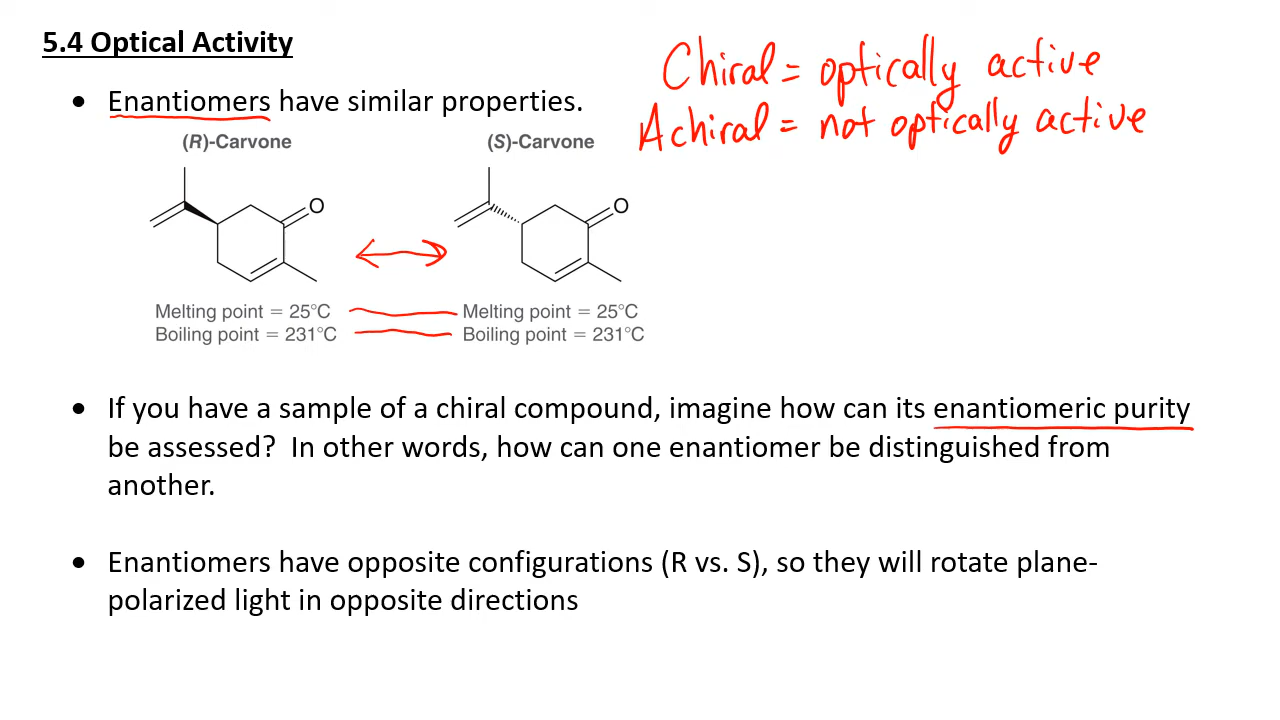 5.4 Optical Activity
Chiral = optically active
Achiral = not optically active
• Enantiomers have similar properties.
(R)-Carvone (S)-Carvone
O O
Melting point = 25°C Melting point = 25°C
Boiling point = 231°C Boiling point = 231°C
• If you have a sample of a chiral compound, imagine how can its enantiomeric purity
be assessed? In other words, how can one enantiomer be distinguished from
another.
• Enantiomers have opposite configurations (R vs. S), so they will rotate plane-
polarized light in opposite directions